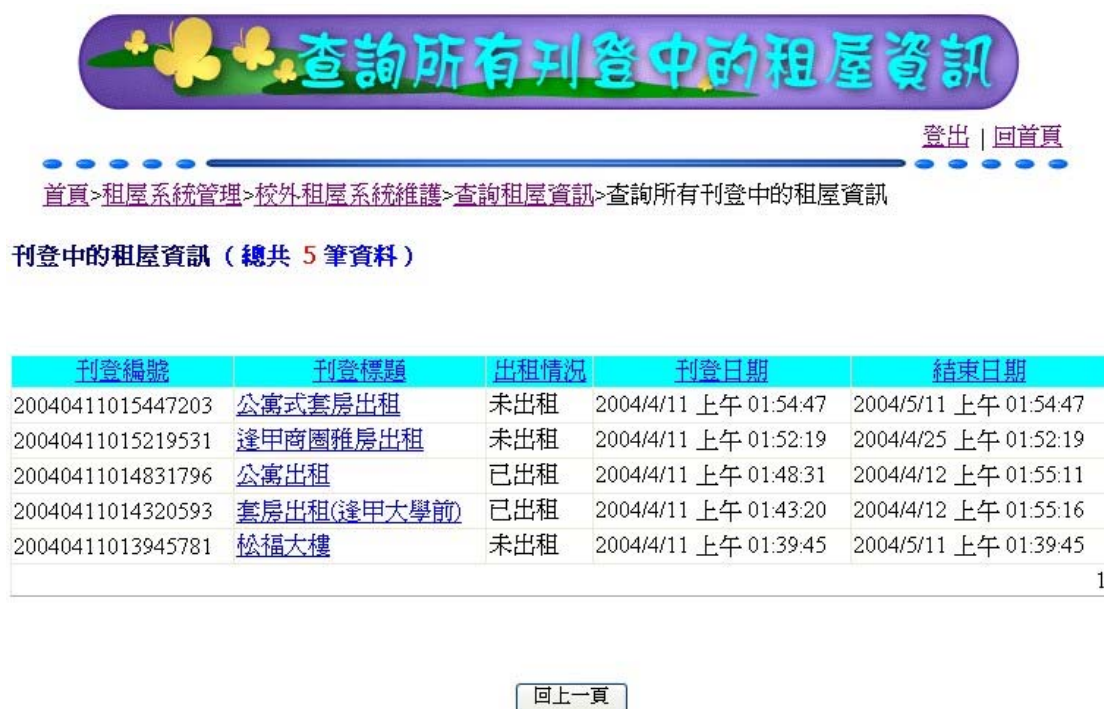 查詢所有刊登中的租屋資訊
登出 | 回首頁
首頁>租屋系統管理>校外租屋系統維護>查詢租屋資訊>查詢所有刊登中的租屋資訊
刊登中的租屋資訊 ( 總共 5 筆資料 )
刊登編號 刊登標題 出租情況 刊登日期 結束日期
20040411015447203 公寓式套房出租 未出租 2004/4/11 上午 01:54:47 2004/5/11 上午 01:54:47
20040411015219531 逢甲商圈雅房出租 未出租 2004/4/11 上午 01:52:19 2004/4/25 上午 01:52:19
20040411014831796 公寓出租 已出租 2004/4/11 上午 01:48:31 2004/4/12 上午 01:55:11
20040411014320593 套房出租(逢甲大學前) 已出租 2004/4/11 上午 01:43:20 2004/4/12 上午 01:55:16
20040411013945781 松福大樓 未出租 2004/4/11 上午 01:39:45 2004/5/11 上午 01:39:45
1
回上一頁